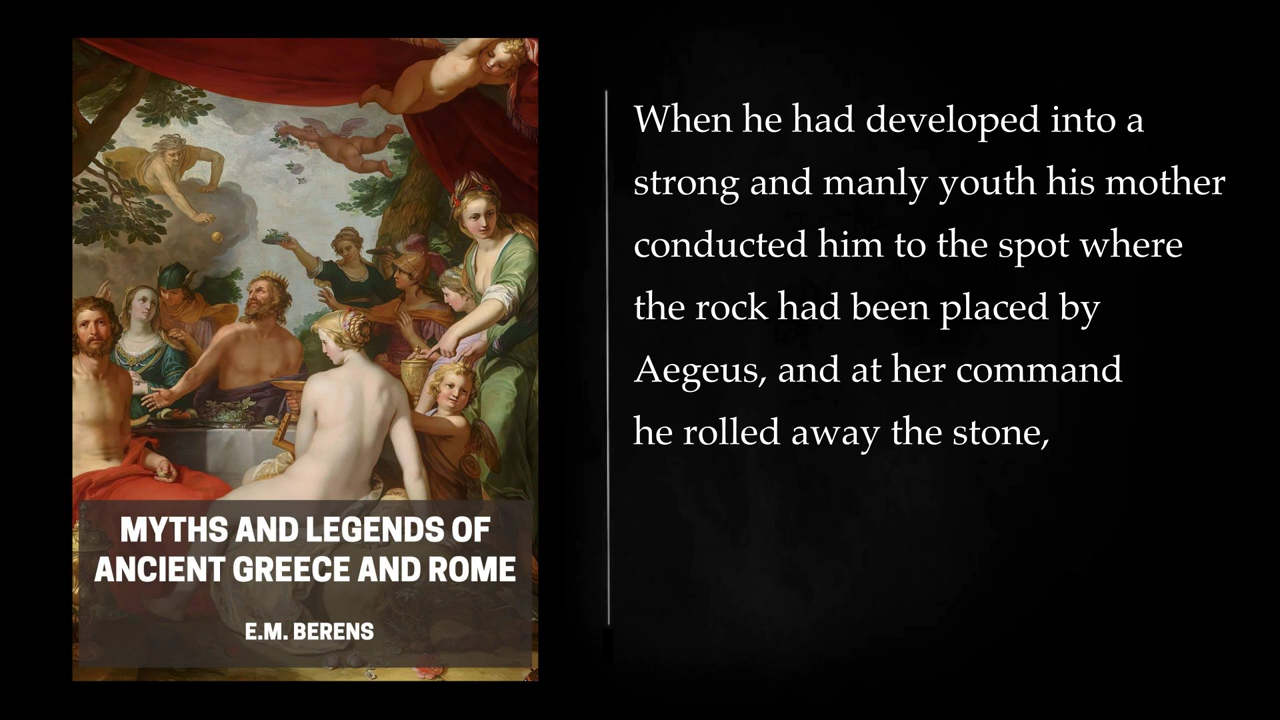 MYTHS AND LEGENDS OF
ANCIENT GREECE AND ROME
E.M. BERENS
When he had developed into a
strong and manly youth his mother
conducted him to the spot where
the rock had been placed by
Aegeus, and at her command
he rolled away the stone,